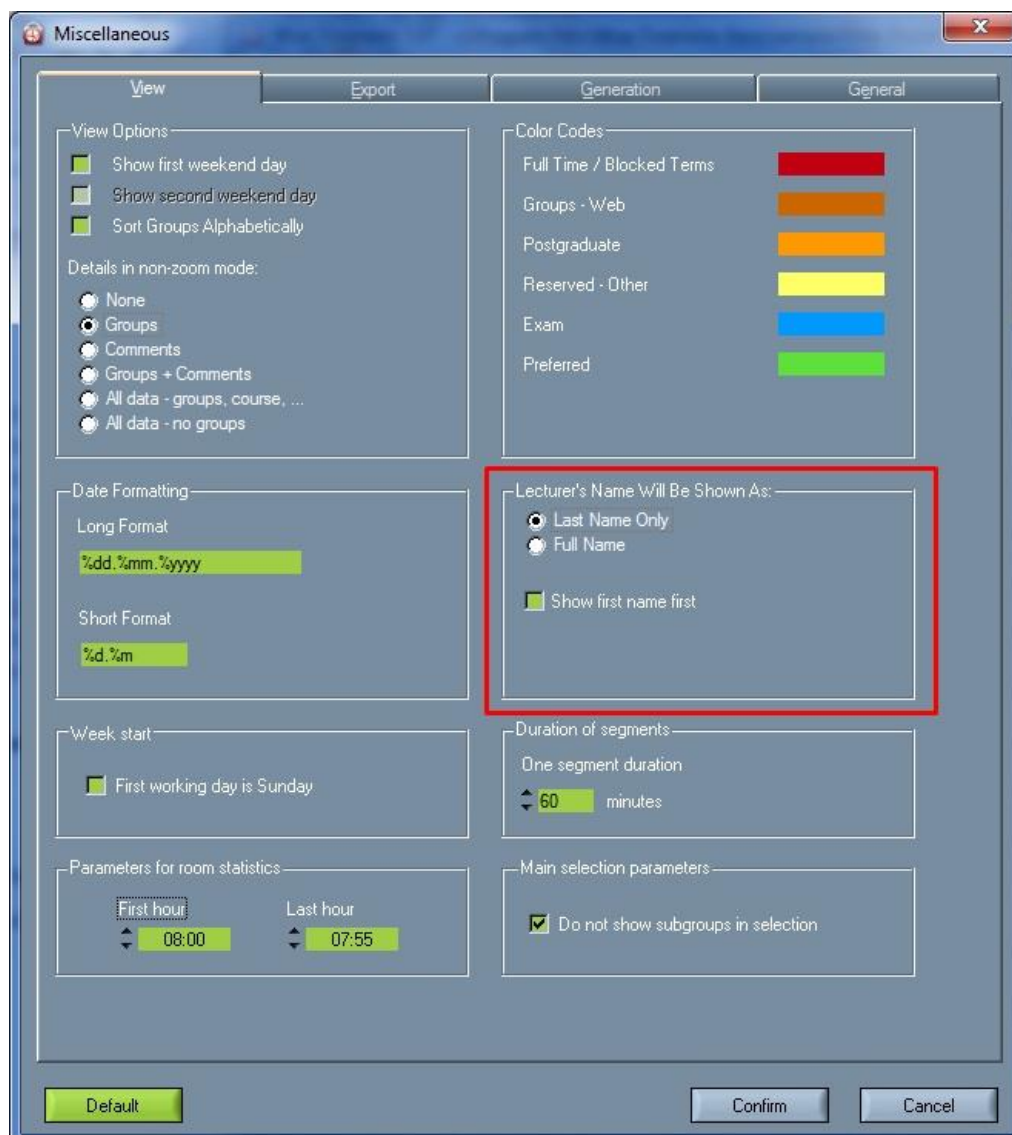 Miscellaneous
View
Export
Generation
General
View Options
Show first weekend day
Show second weekend day
Sort Groups Alphabetically
Details in non-zoom mode:
None
Groups
Comments
Groups + Comments
All data - groups, course, ...
All data - no groups
Color Codes
Full Time / Blocked Terms
Groups - Web
Postgraduate
Reserved - Other
Exam
Preferred
Date Formatting
Long Format
%dd.%mm.%yyyy
Short Format
%d.%m
Lecturer's Name Will Be Shown As:
Last Name Only
Full Name
Show first name first
Week start
First working day is Sunday
Duration of segments
One segment duration
60 minutes
Parameters for room statistics
First hour Last hour
08:00 07:55
Main selection parameters
Do not show subgroups in selection
Default
Confirm
Cancel